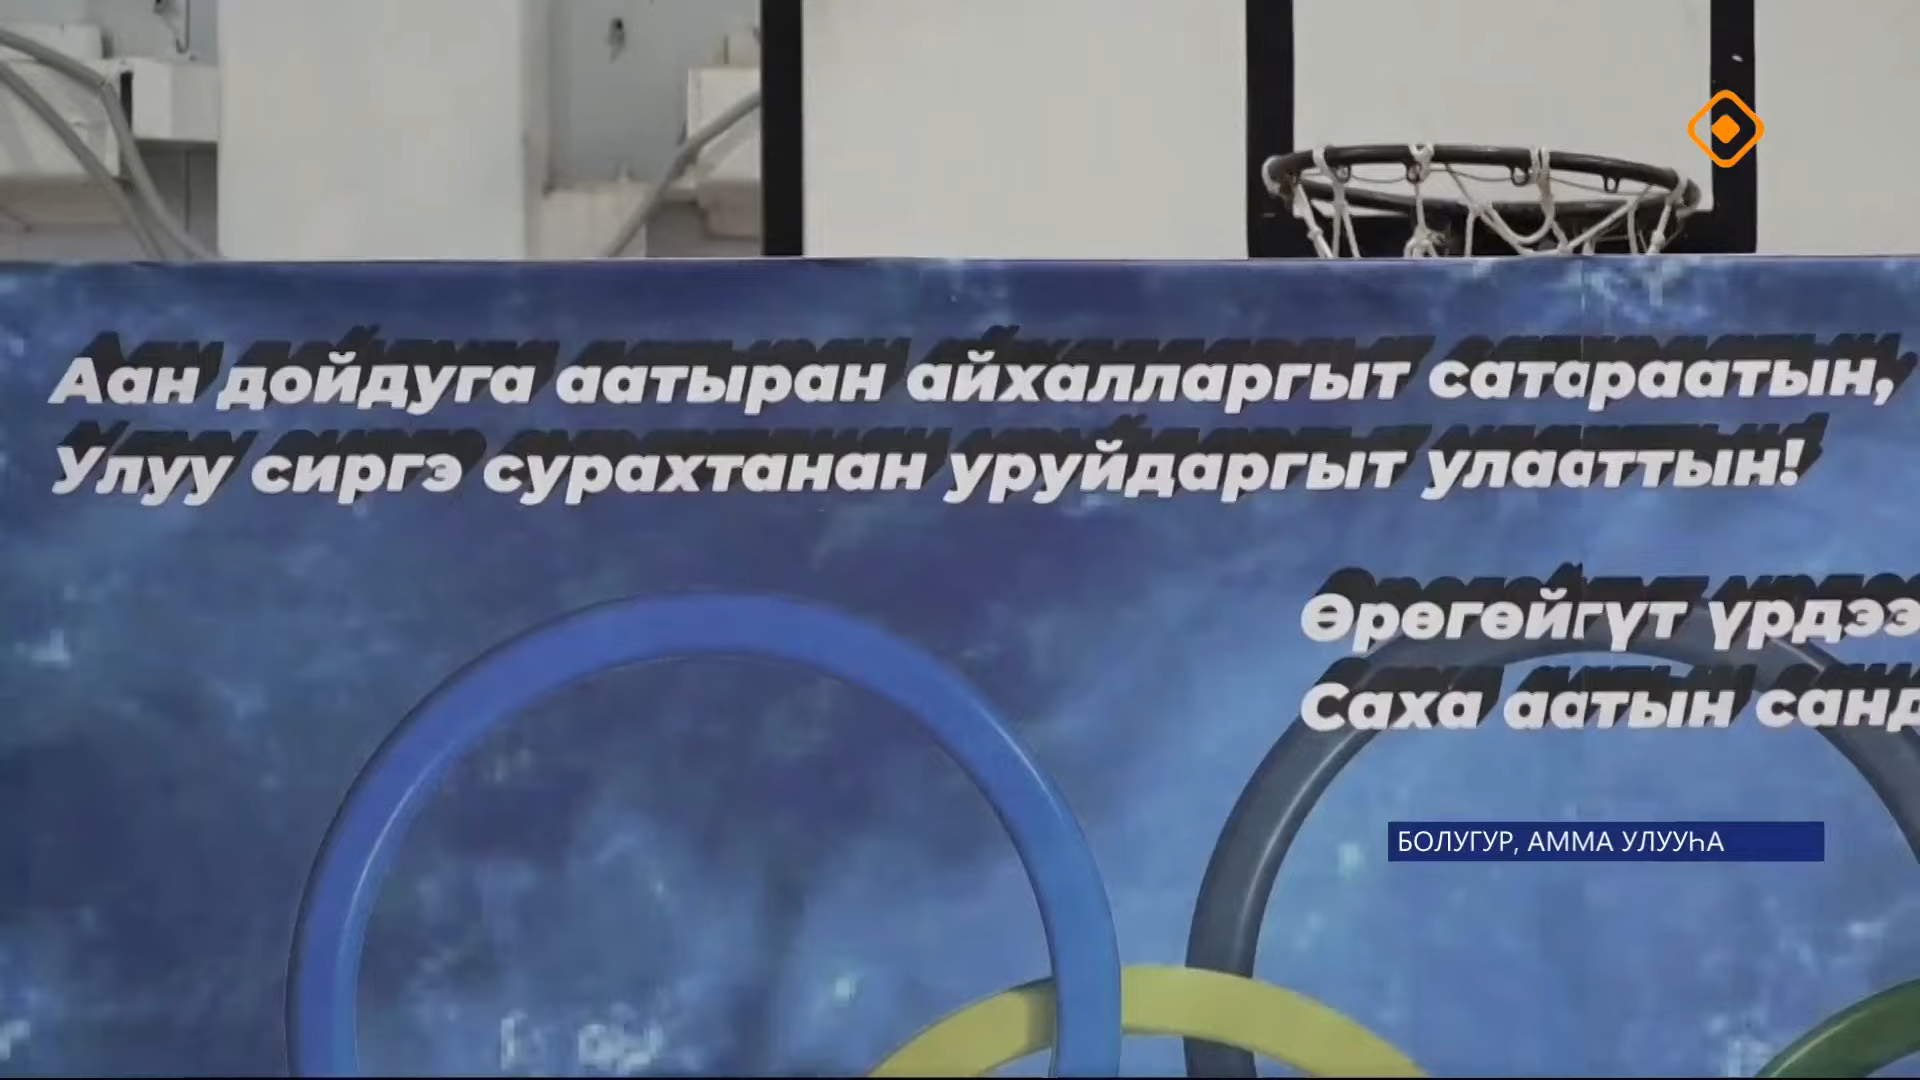 Аан дойдуга аатыран айхалларгыт сатараатын,
Улуу сиргэ сурахтанан уруйдаргыт улааттын!
Өрөгөйгүт үрдээ
Саха аатын санд
БОЛУГУР, АММА УЛУУҺА